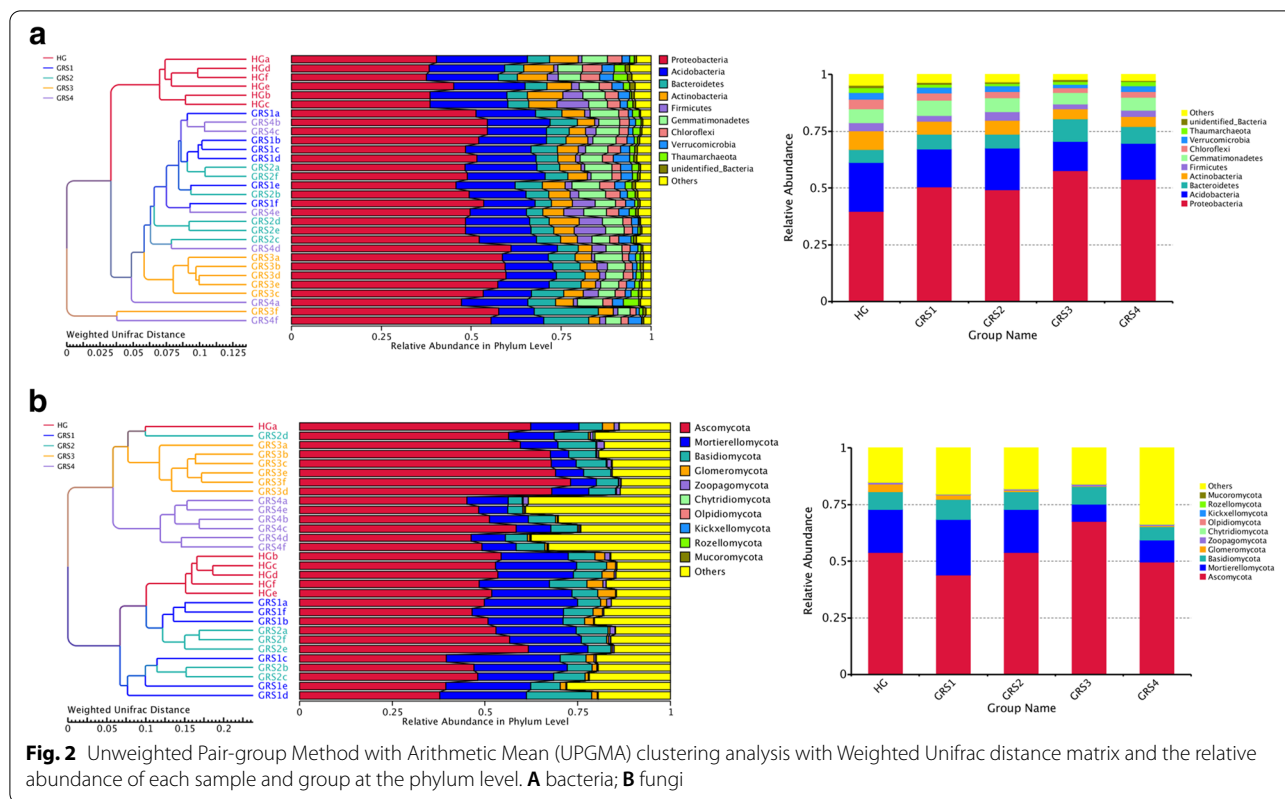 a
HG
GRS1
GRS2
GRS3
GRS4
HGa
HGd
HGf
HGe
HGb
HGc
GRS1a
GRS4b
GRS4c
GRS1b
GRS1c
GRS1d
GRS2a
GRS2f
GRS1e
GRS2b
GRS1f
GRS4e
GRS2d
GRS2e
GRS2c
GRS4d
GRS3a
GRS3b
GRS3d
GRS3e
GRS3c
GRS4a
GRS3f
GRS4f
Weighted Unifrac Distance
0 0.025 0.05 0.075 0.1 0.125
0 0.25 0.5 0.75 1
Relative Abundance in Phylum Level
Proteobacteria
Acidobacteria
Bacteroidetes
Actinobacteria
Firmicutes
Gemmatimonadetes
Chloroflexi
Verrucomicrobia
Thaumarchaeota
unidentified_Bacteria
Others
Relative Abundance
1
0.75
0.5
0.25
0
HG GRS1 GRS2 GRS3 GRS4
Group Name
Others
unidentified_Bacteria
Thaumarchaeota
Verrucomicrobia
Chloroflexi
Gemmatimonadetes
Firmicutes
Actinobacteria
Bacteroidetes
Acidobacteria
Proteobacteria
b
HG
GRS1
GRS2
GRS3
GRS4
HGa
GRS2d
GRS3a
GRS3b
GRS3c
GRS3e
GRS3f
GRS3d
GRS4a
GRS4e
GRS4b
GRS4c
GRS4d
GRS4f
HGb
HGc
HGd
HGf
HGe
GRS1a
GRS1f
GRS1b
GRS2a
GRS2f
GRS2e
GRS1c
GRS2b
GRS2c
GRS1e
GRS1d
Weighted Unifrac Distance
0 0.05 0.1 0.15 0.2
0 0.25 0.5 0.75 1
Relative Abundance in Phylum Level
Ascomycota
Mortierellomycota
Basidiomycota
Glomeromycota
Zoopagomycota
Chytridiomycota
Olpidiomycota
Kickxellomycota
Rozellomycota
Mucoromycota
Others
Relative Abundance
1
0.75
0.5
0.25
0
HG GRS1 GRS2 GRS3 GRS4
Group Name
Others
Mucoromycota
Rozellomycota
Kickxellomycota
Olpidiomycota
Chytridiomycota
Zoopagomycota
Glomeromycota
Basidiomycota
Mortierellomycota
Ascomycota
Fig. 2 Unweighted Pair-group Method with Arithmetic Mean (UPGMA) clustering analysis with Weighted Unifrac distance matrix and the relative
abundance of each sample and group at the phylum level. A bacteria; B fungi